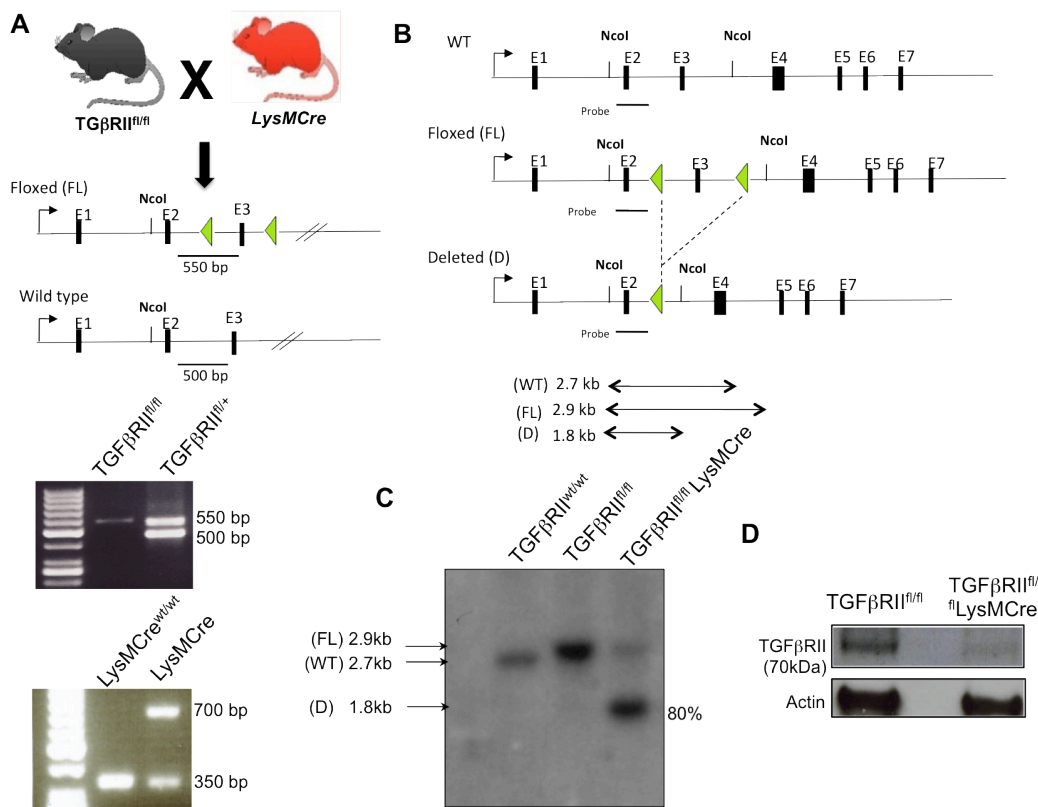 A
TGβRII^fl/fl
X
LysMCre
Floxed (FL)
NcoI
E1
E2
E3
550 bp
Wild type
NcoI
E1
E2
E3
500 bp
TGFβRII^fl/fl
TGFβRII^fl/+
550 bp
500 bp
LysMCre^wt/wt
LysMCre
700 bp
350 bp
B
WT
NcoI
NcoI
E1
E2
E3
E4
E5
E6
E7
Probe
Floxed (FL)
NcoI
NcoI
E1
E2
E3
E4
E5
E6
E7
Probe
Deleted (D)
NcoI
NcoI
E1
E2
E4
E5
E6
E7
Probe
(WT) 2.7 kb
(FL) 2.9 kb
(D) 1.8 kb
C
TGFβRII^wt/wt
TGFβRII^fl/fl
TGFβRII^fl/fl LysMCre
(FL) 2.9kb
(WT) 2.7kb
(D) 1.8kb
80%
D
TGFβRII^fl/fl
TGFβRII^fl/
^fl LysMCre
TGFβRII
(70kDa)
Actin